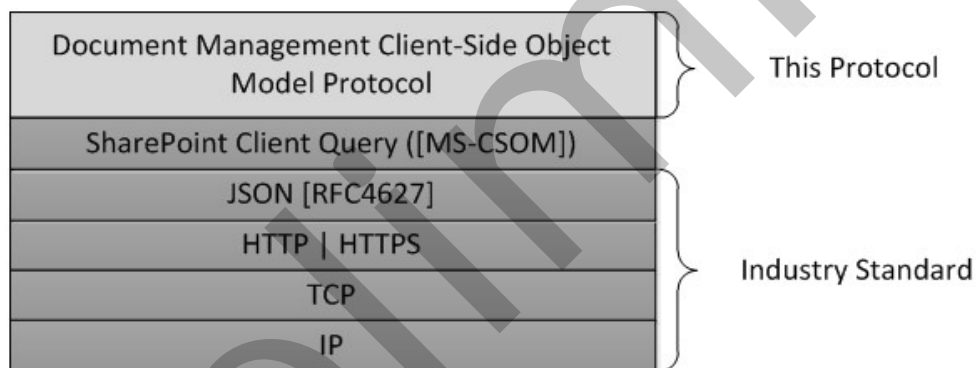 Document Management Client-Side Object
Model Protocol
This Protocol
SharePoint Client Query ([MS-CSOM])
JSON [RFC4627]
HTTP | HTTPS
Industry Standard
TCP
IP